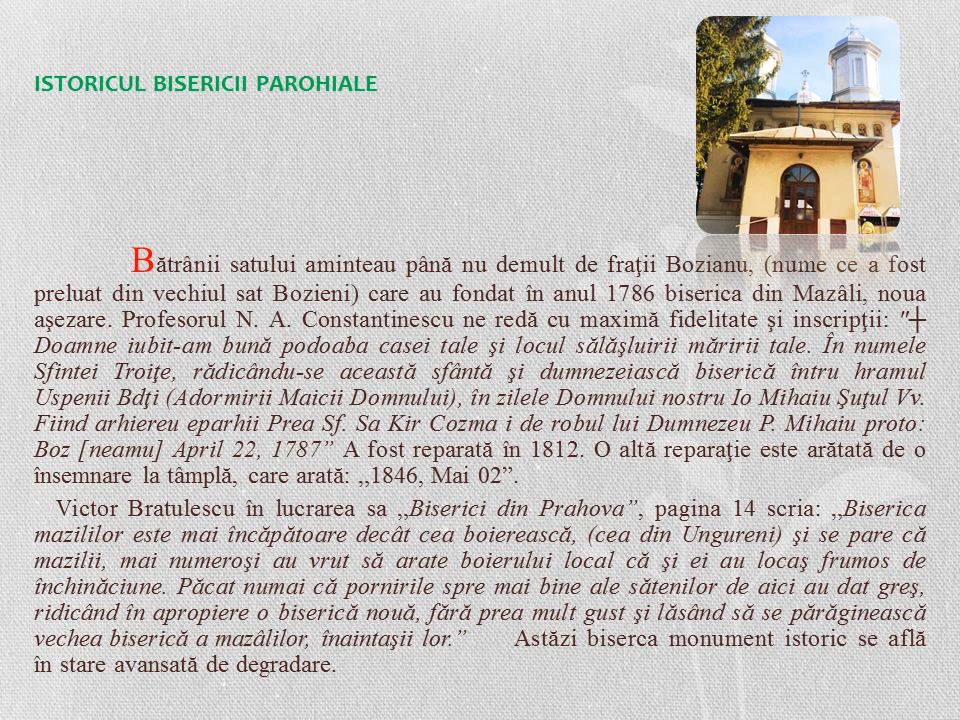 ISTORICUL BISERICII PAROHIALE
Bătrânii satului aminteau până nu demult de fraţii Bozianu, (nume ce a fost
preluat din vechiul sat Bozieni) care au fondat în anul 1786 biserica din Mazâli, noua
aşezare. Profesorul N. A. Constantinescu ne redă cu maximă fidelitate şi inscripţii: "┼
Doamne iubit-am bună podoaba casei tale şi locul sălăşluirii măririi tale. În numele
Sfintei Troiţe, rădicându-se această sfântă şi dumnezeiască biserică întru hramul
Uspenii Bdţi (Adormirii Maicii Domnului), în zilele Domnului nostru Io Mihaiu Şuţul Vv.
Fiind arhiereu eparhii Prea Sf. Sa Kir Cozma i de robul lui Dumnezeu P. Mihaiu proto:
Boz [neamu] April 22, 1787” A fost reparată în 1812. O altă reparaţie este arătată de o
însemnare la tâmplă, care arată: ,,1846, Mai 02”.
Victor Bratulescu în lucrarea sa ,,Biserici din Prahova”, pagina 14 scria: ,,Biserica
mazililor este mai încăpătoare decât cea boierească, (cea din Ungureni) şi se pare că
mazilii, mai numeroşi au vrut să arate boierului local că şi ei au locaş frumos de
închinăciune. Păcat numai că pornirile spre mai bine ale sătenilor de aici au dat greş,
ridicând în apropiere o biserică nouă, fără prea mult gust şi lăsând să se părăginească
vechea biserică a mazâlilor, înaintaşii lor.” Astăzi biserca monument istoric se află
în stare avansată de degradare.